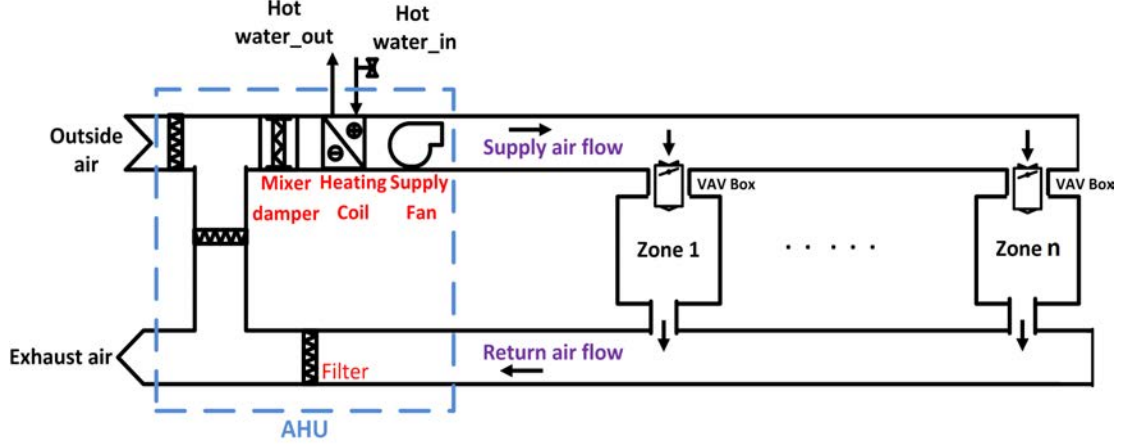 Hot
water_out
Hot
water_in
Outside
air
Supply air flow
Mixer
damper
Heating
Coil
Supply
Fan
VAV Box
VAV Box
Zone 1
. . . . .
Zone n
Exhaust air
Filter
Return air flow
AHU